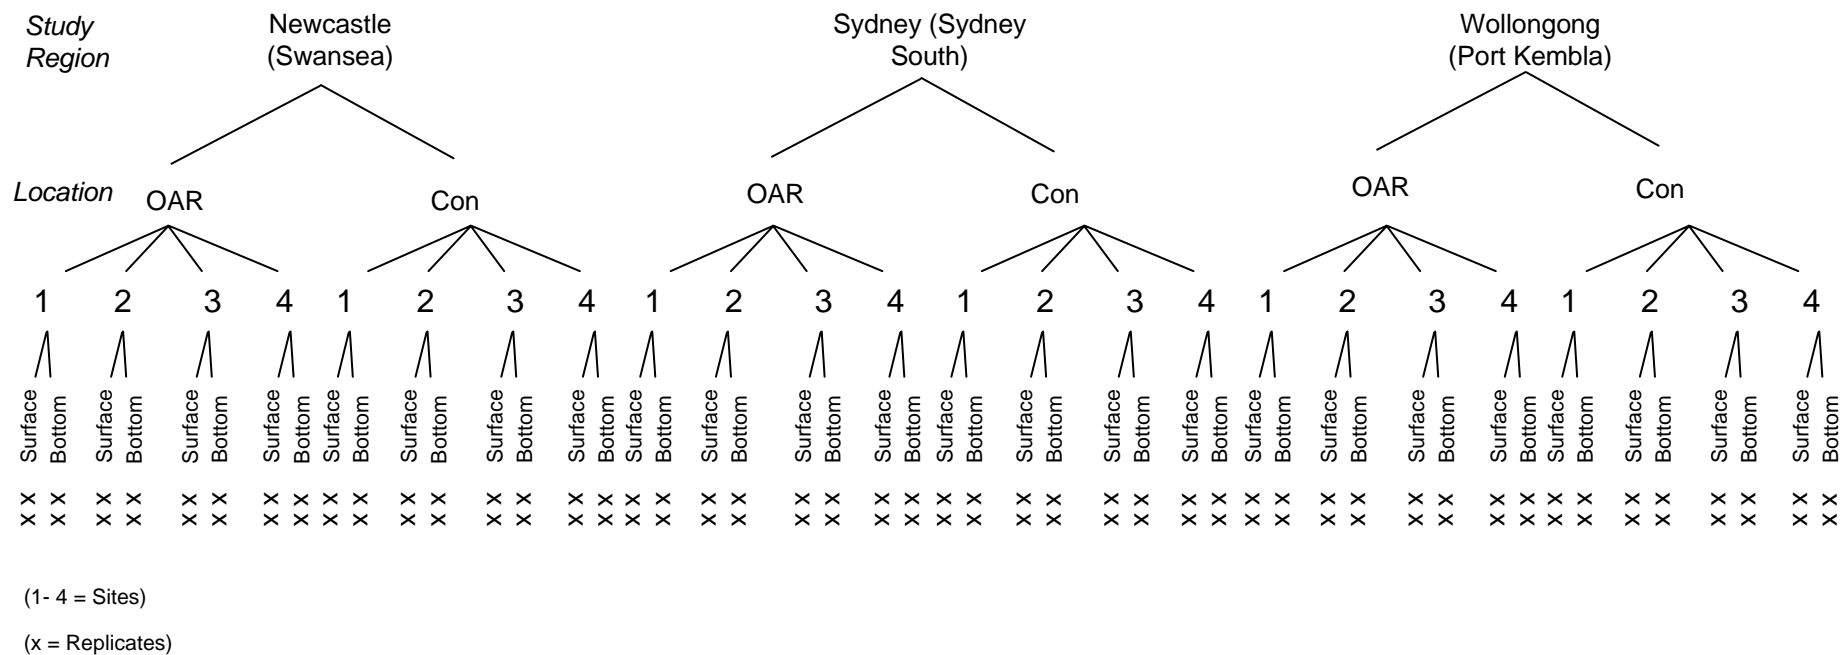 Study
Region
Newcastle
(Swansea)
Sydney (Sydney
South)
Wollongong
(Port Kembla)
Location
OAR
Con
OAR
Con
OAR
Con
1 2 3 4 1 2 3 4 1 2 3 4 1 2 3 4 1 2 3 4 1 2 3 4
Surface
Bottom
Surface
Bottom
Surface
Bottom
Surface
Bottom
Surface
Bottom
Surface
Bottom
Surface
Bottom
Surface
Bottom
Surface
Bottom
Surface
Bottom
Surface
Bottom
Surface
Bottom
Surface
Bottom
Surface
Bottom
Surface
Bottom
Surface
Bottom
Surface
Bottom
Surface
Bottom
Surface
Bottom
Surface
Bottom
Surface
Bottom
Surface
Bottom
Surface
Bottom
Surface
Bottom
x x x x x x x x x x x x x x x x x x x x x x x x x x x x x x x x x x x x x x x x x x x x x x x x
x x x x x x x x x x x x x x x x x x x x x x x x x x x x x x x x x x x x x x x x x x x x x x x x
(1- 4 = Sites)
(x = Replicates)